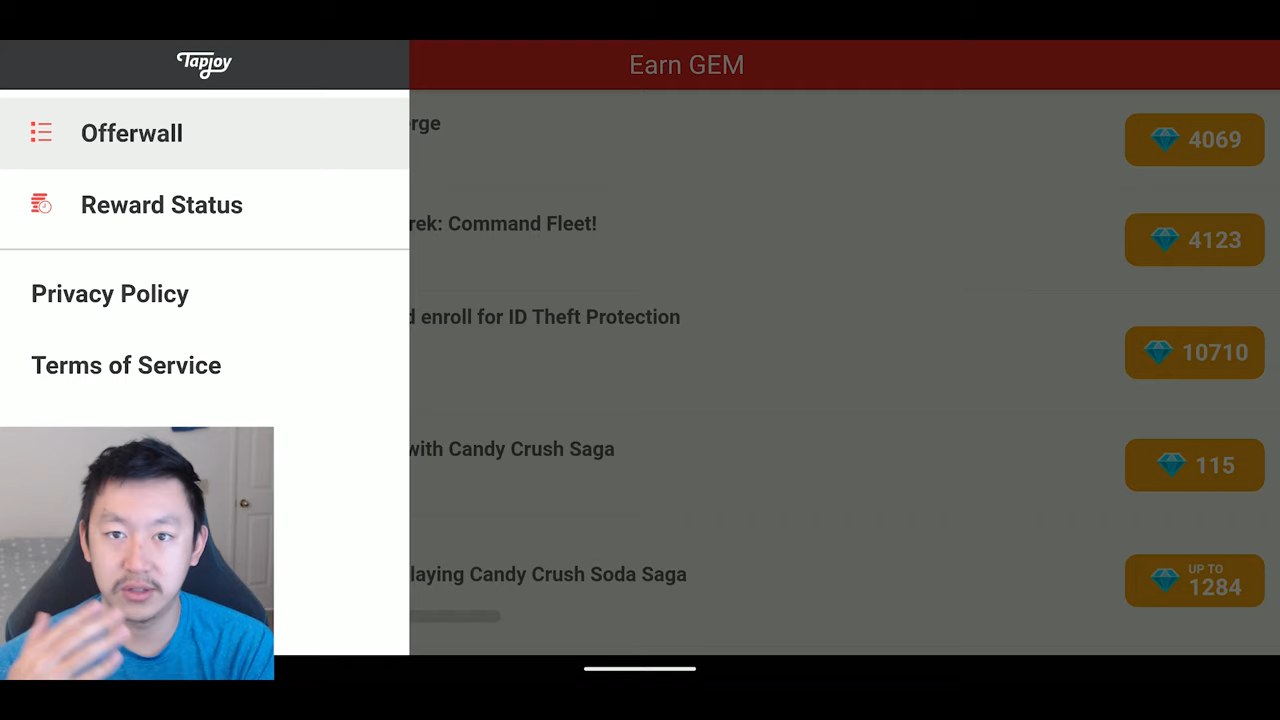 Tapjoy
Earn GEM
Offerwall
Reward Status
Privacy Policy
Terms of Service
erge
4069
rek: Command Fleet!
4123
d enroll for ID Theft Protection
10710
with Candy Crush Saga
115
laying Candy Crush Soda Saga
UP TO
1284